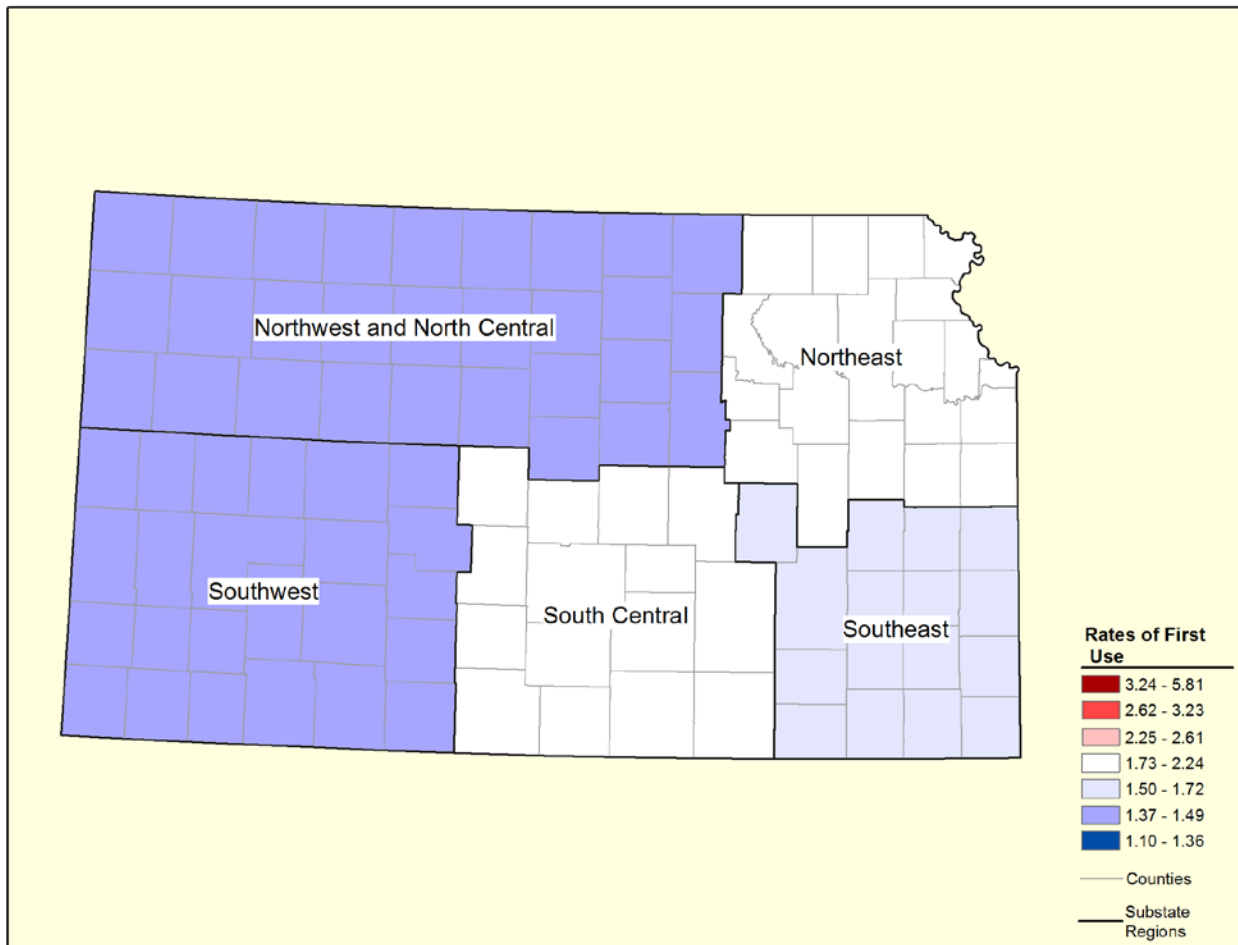 Northwest and North Central
Northeast
Southwest
South Central
Southeast
Rates of First
Use
3.24 - 5.81
2.62 - 3.23
2.25 - 2.61
1.73 - 2.24
1.50 - 1.72
1.37 - 1.49
1.10 - 1.36
Counties
Substate
Regions